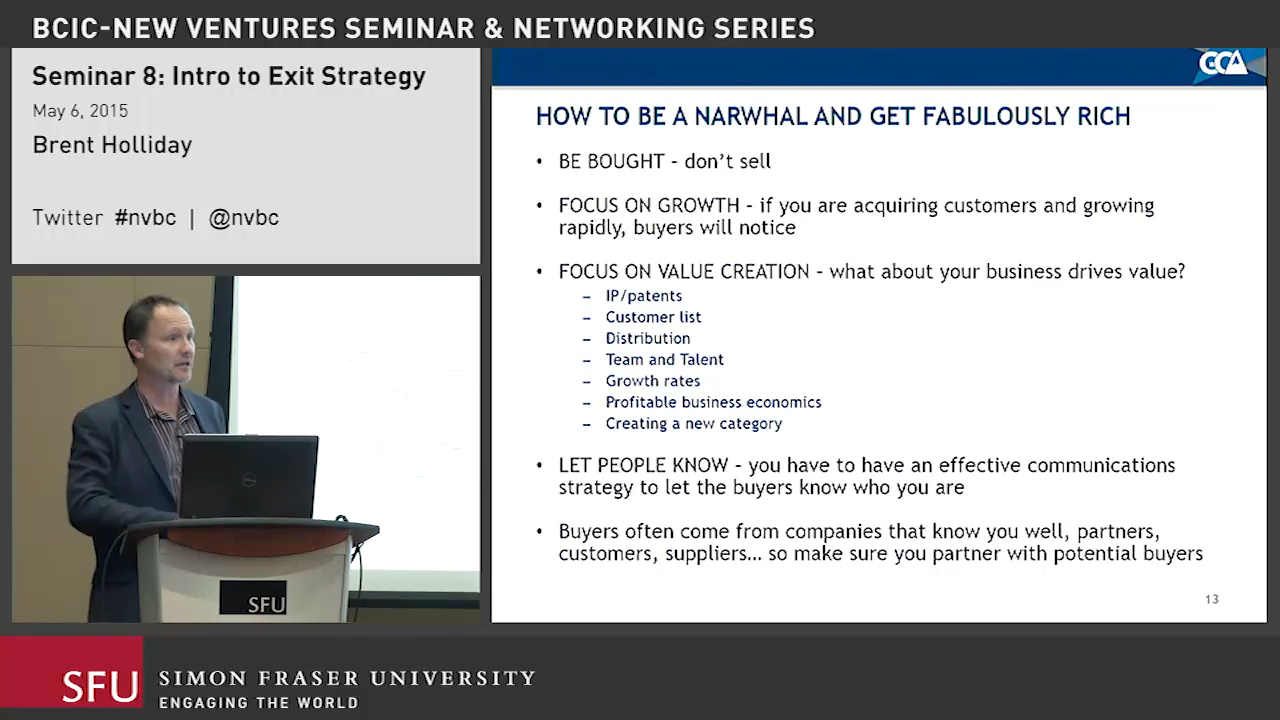 BCIC-NEW VENTURES SEMINAR & NETWORKING SERIES
Seminar 8: Intro to Exit Strategy
May 6, 2015
Brent Holliday
Twitter #nvbc | @nvbc
GCA
HOW TO BE A NARWHAL AND GET FABULOUSLY RICH
• BE BOUGHT – don't sell
• FOCUS ON GROWTH – if you are acquiring customers and growing
rapidly, buyers will notice
• FOCUS ON VALUE CREATION – what about your business drives value?
– IP/patents
– Customer list
– Distribution
– Team and Talent
– Growth rates
– Profitable business economics
– Creating a new category
• LET PEOPLE KNOW – you have to have an effective communications
strategy to let the buyers know who you are
• Buyers often come from companies that know you well, partners,
customers, suppliers… so make sure you partner with potential buyers
13
SFU
SFU
SIMON FRASER UNIVERSITY
ENGAGING THE WORLD